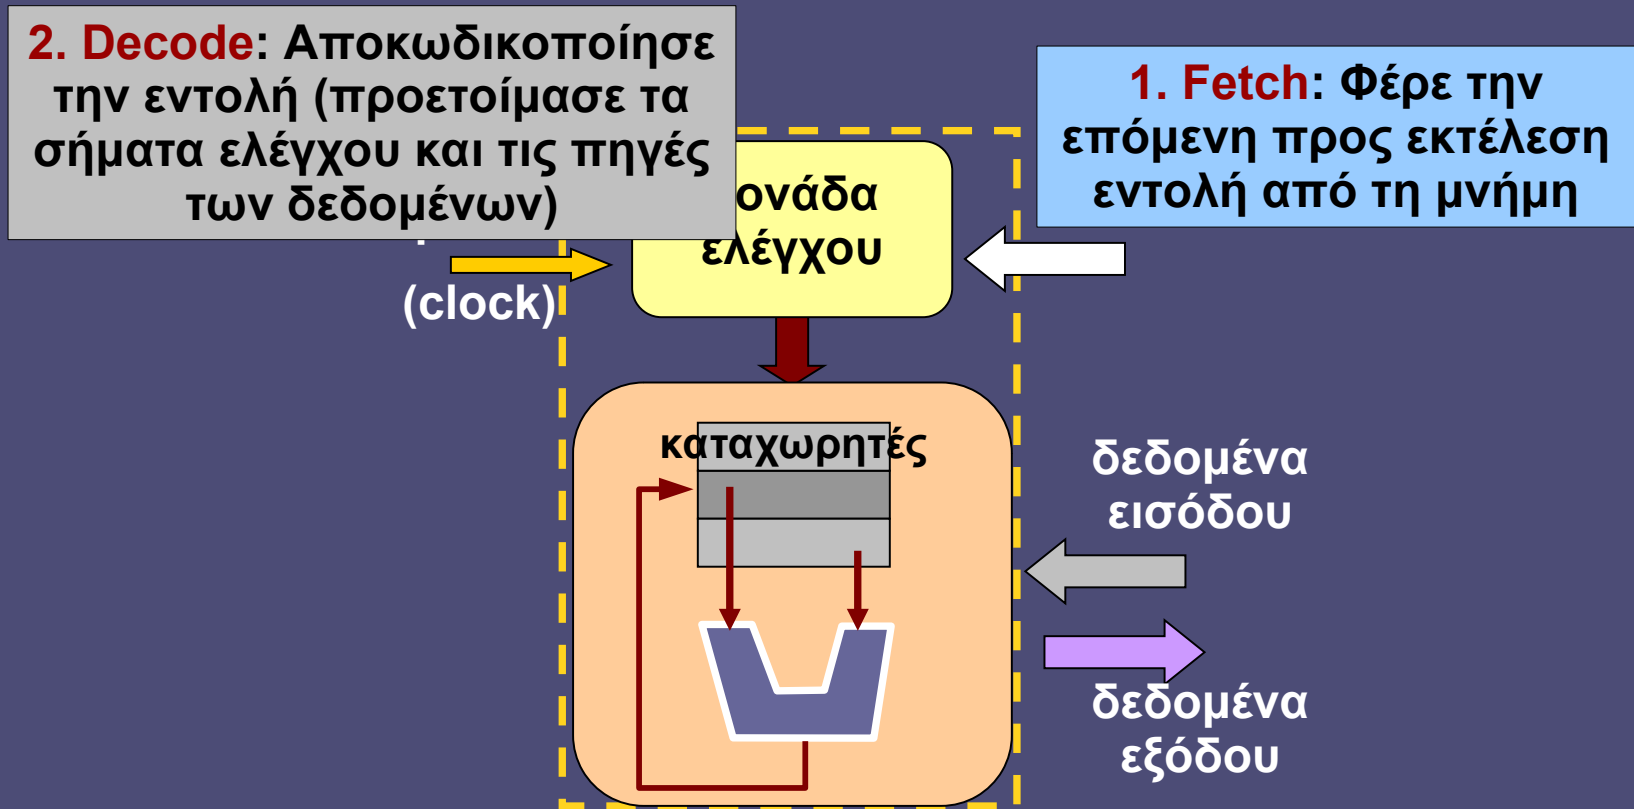 2. Decode: Αποκωδικοποίησε
την εντολή (προετοίμασε τα
σήματα ελέγχου και τις πηγές
των δεδομένων)
1. Fetch: Φέρε την
επόμενη προς εκτέλεση
εντολή από τη μνήμη
ονάδα
ελέγχου
(clock)
καταχωρητές
δεδομένα
εισόδου
δεδομένα
εξόδου